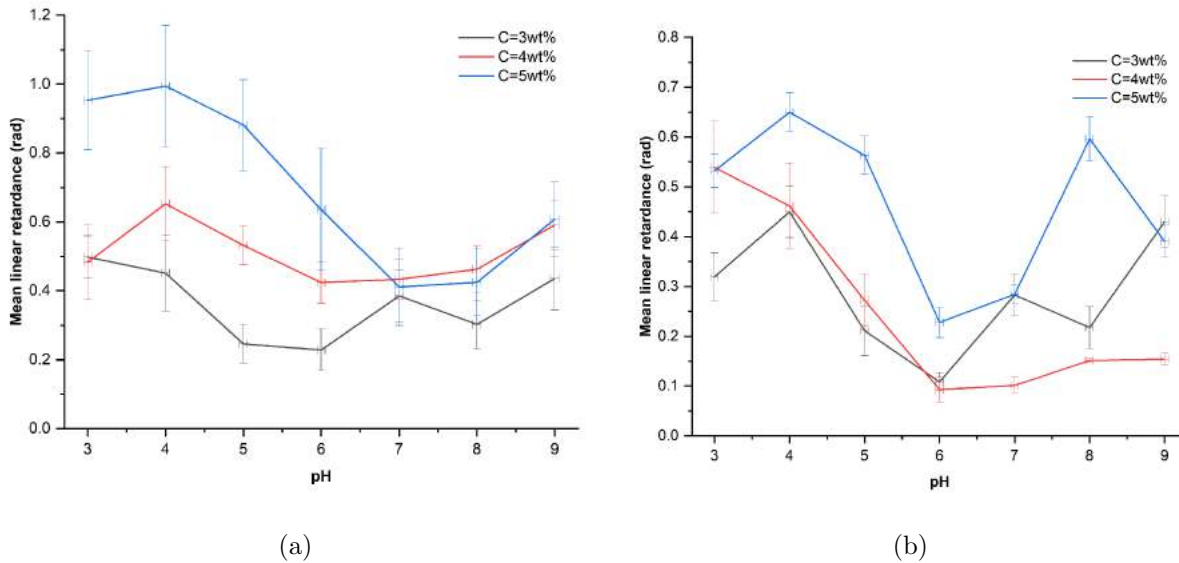 1.2
1.0
0.8
0.6
0.4
0.2
0.0
Mean linear retardance (rad)
C=3wt%
C=4wt%
C=5wt%
3 4 5 6 7 8 9
pH
(a)
0.8
0.7
0.6
0.5
0.4
0.3
0.2
0.1
0.0
Mean linear retardance (rad)
C=3wt%
C=4wt%
C=5wt%
3 4 5 6 7 8 9
pH
(b)